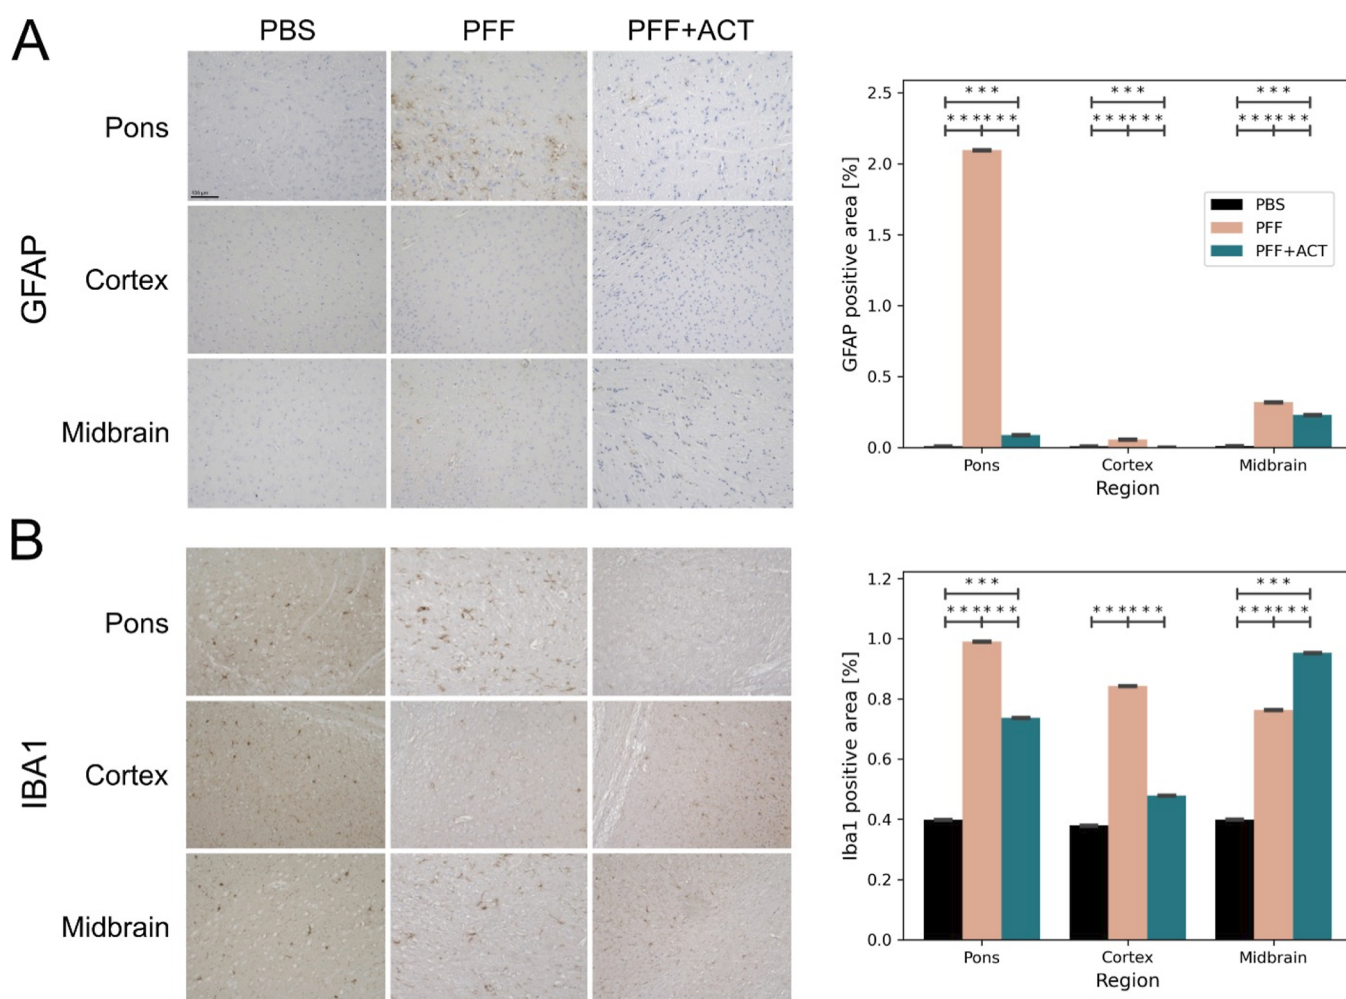 A
PBS PFF PFF+ACT
GFAP
Pons
Cortex
Midbrain
100 µm
GFAP positive area [%]
2.5
2.0
1.5
1.0
0.5
0.0
*** *** ***
****** ****** ******
PBS
PFF
PFF+ACT
Pons Cortex Midbrain
Region
B
IBA1
Pons
Cortex
Midbrain
Iba1 positive area [%]
1.2
1.0
0.8
0.6
0.4
0.2
0.0
*** ***
****** ****** ******
Pons Cortex Midbrain
Region